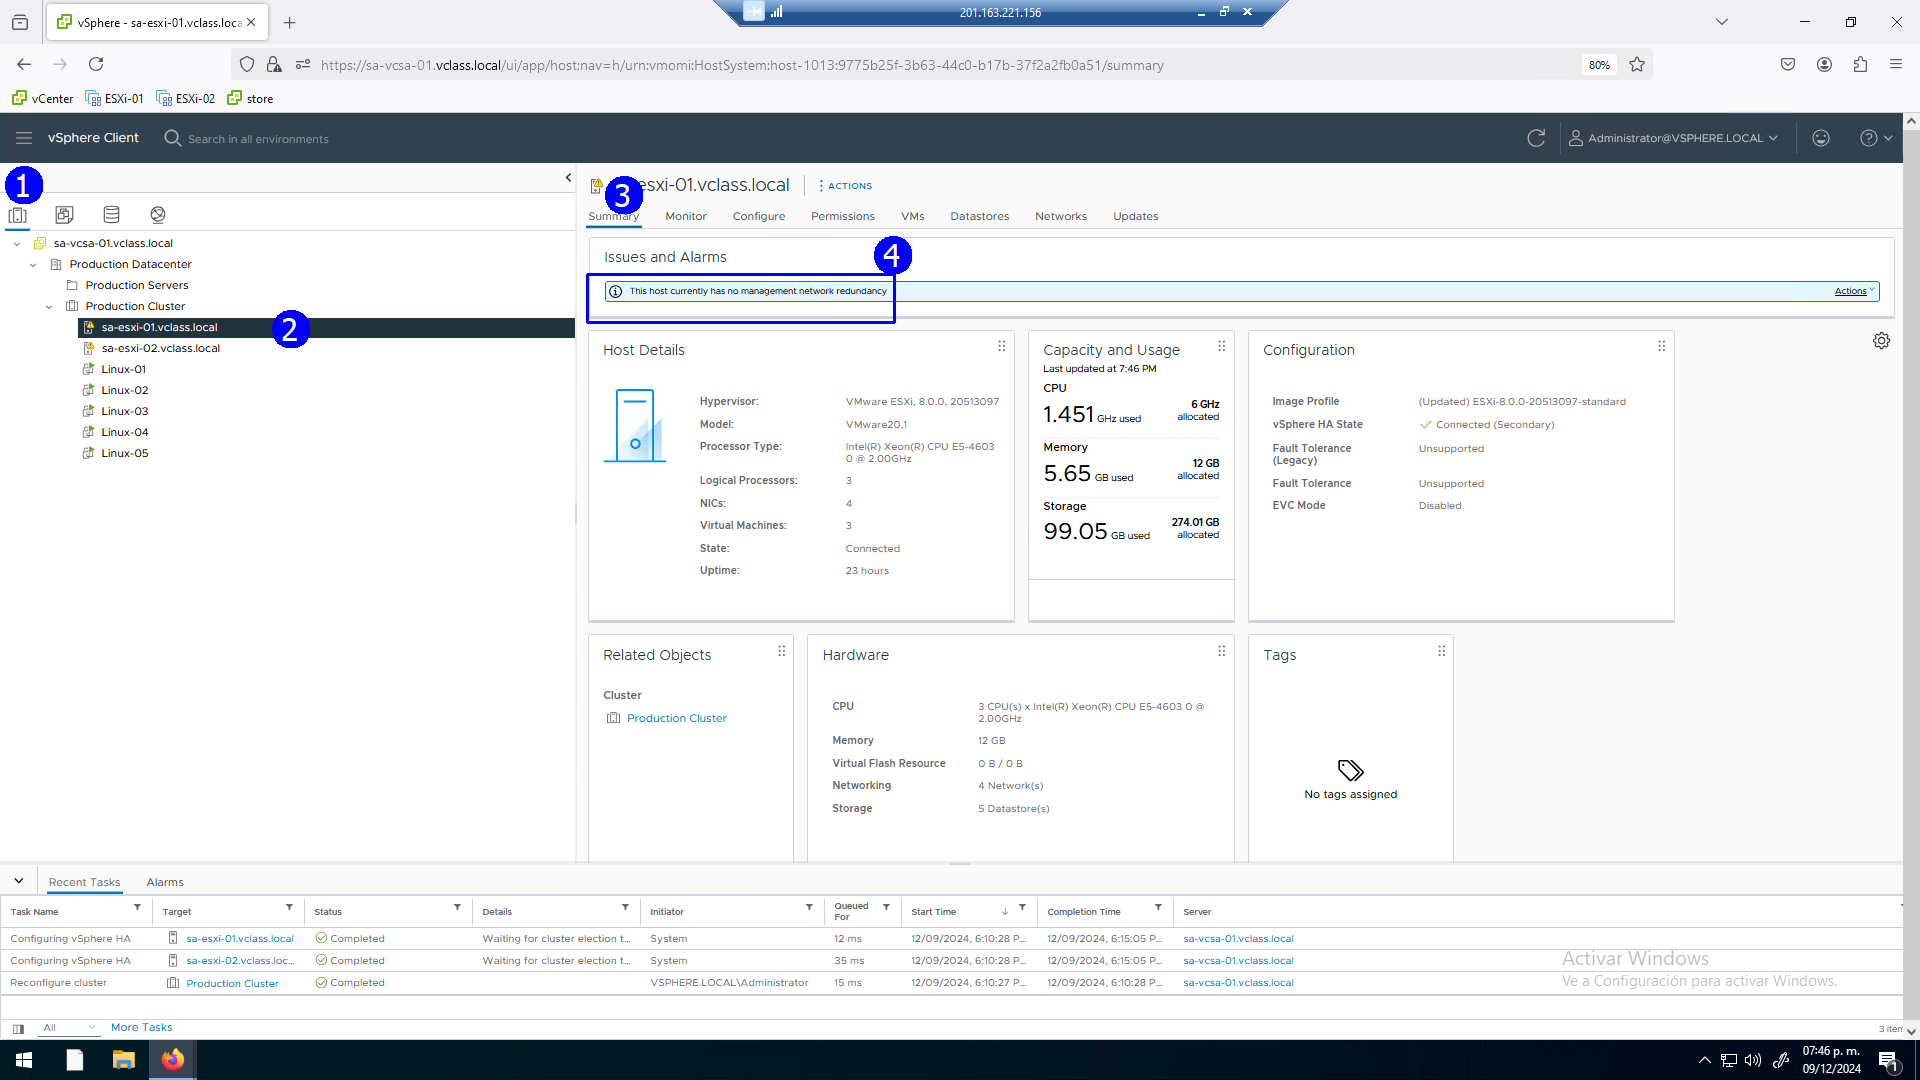 vSphere - sa-esxi-01.vclass.loca
201.163.221.156
https://sa-vcsa-01.vclass.local/ui/app/host;nav=h/urn:vmomi:HostSystem:host-1013:9775b25f-3b63-44c0-b17b-37f2a2fb0a51/summary
80%
vCenter ESXi-01 ESXi-02 store
vSphere Client Search in all environments Administrator@VSPHERE.LOCAL
1
3 esxi-01.vclass.local ACTIONS
Summary Monitor Configure Permissions VMs Datastores Networks Updates
sa-vcsa-01.vclass.local
Production Datacenter
Production Servers
Production Cluster
sa-esxi-01.vclass.local 2
sa-esxi-02.vclass.local
Linux-01
Linux-02
Linux-03
Linux-04
Linux-05
Issues and Alarms 4
This host currently has no management network redundancy Actions
Host Details
Hypervisor: VMware ESXi, 8.0.0, 20513097
Model: VMware20,1
Processor Type: Intel(R) Xeon(R) CPU E5-4603
0 @ 2.00GHz
Logical Processors: 3
NICs: 4
Virtual Machines: 3
State: Connected
Uptime: 23 hours
Capacity and Usage
Last updated at 7:46 PM
CPU
1.451 GHz used 6 GHz allocated
Memory
5.65 GB used 12 GB allocated
Storage
99.05 GB used 274.01 GB allocated
Configuration
Image Profile (Updated) ESXi-8.0.0-20513097-standard
vSphere HA State Connected (Secondary)
Fault Tolerance (Legacy) Unsupported
Fault Tolerance Unsupported
EVC Mode Disabled
Related Objects
Cluster
Production Cluster
Hardware
CPU 3 CPU(s) x Intel(R) Xeon(R) CPU E5-4603 0 @
2.00GHz
Memory 12 GB
Virtual Flash Resource 0 B / 0 B
Networking 4 Network(s)
Storage 5 Datastore(s)
Tags
No tags assigned
Recent Tasks Alarms
Task Name Target Status Details Initiator Queued For Start Time Completion Time Server
Configuring vSphere HA sa-esxi-01.vclass.local Completed Waiting for cluster election t... System 12 ms 12/09/2024, 6:10:28 P... 12/09/2024, 6:15:05 P... sa-vcsa-01.vclass.local
Configuring vSphere HA sa-esxi-02.vclass.loc... Completed Waiting for cluster election t... System 35 ms 12/09/2024, 6:10:28 P... 12/09/2024, 6:15:05 P... sa-vcsa-01.vclass.local
Reconfigure cluster Production Cluster Completed VSPHERE.LOCAL\Administrator 15 ms 12/09/2024, 6:10:27 P... 12/09/2024, 6:10:28 P... sa-vcsa-01.vclass.local
Activar Windows
Ve a Configuración para activar Windows.
All More Tasks 3 item
07:46 p. m.
09/12/2024
1